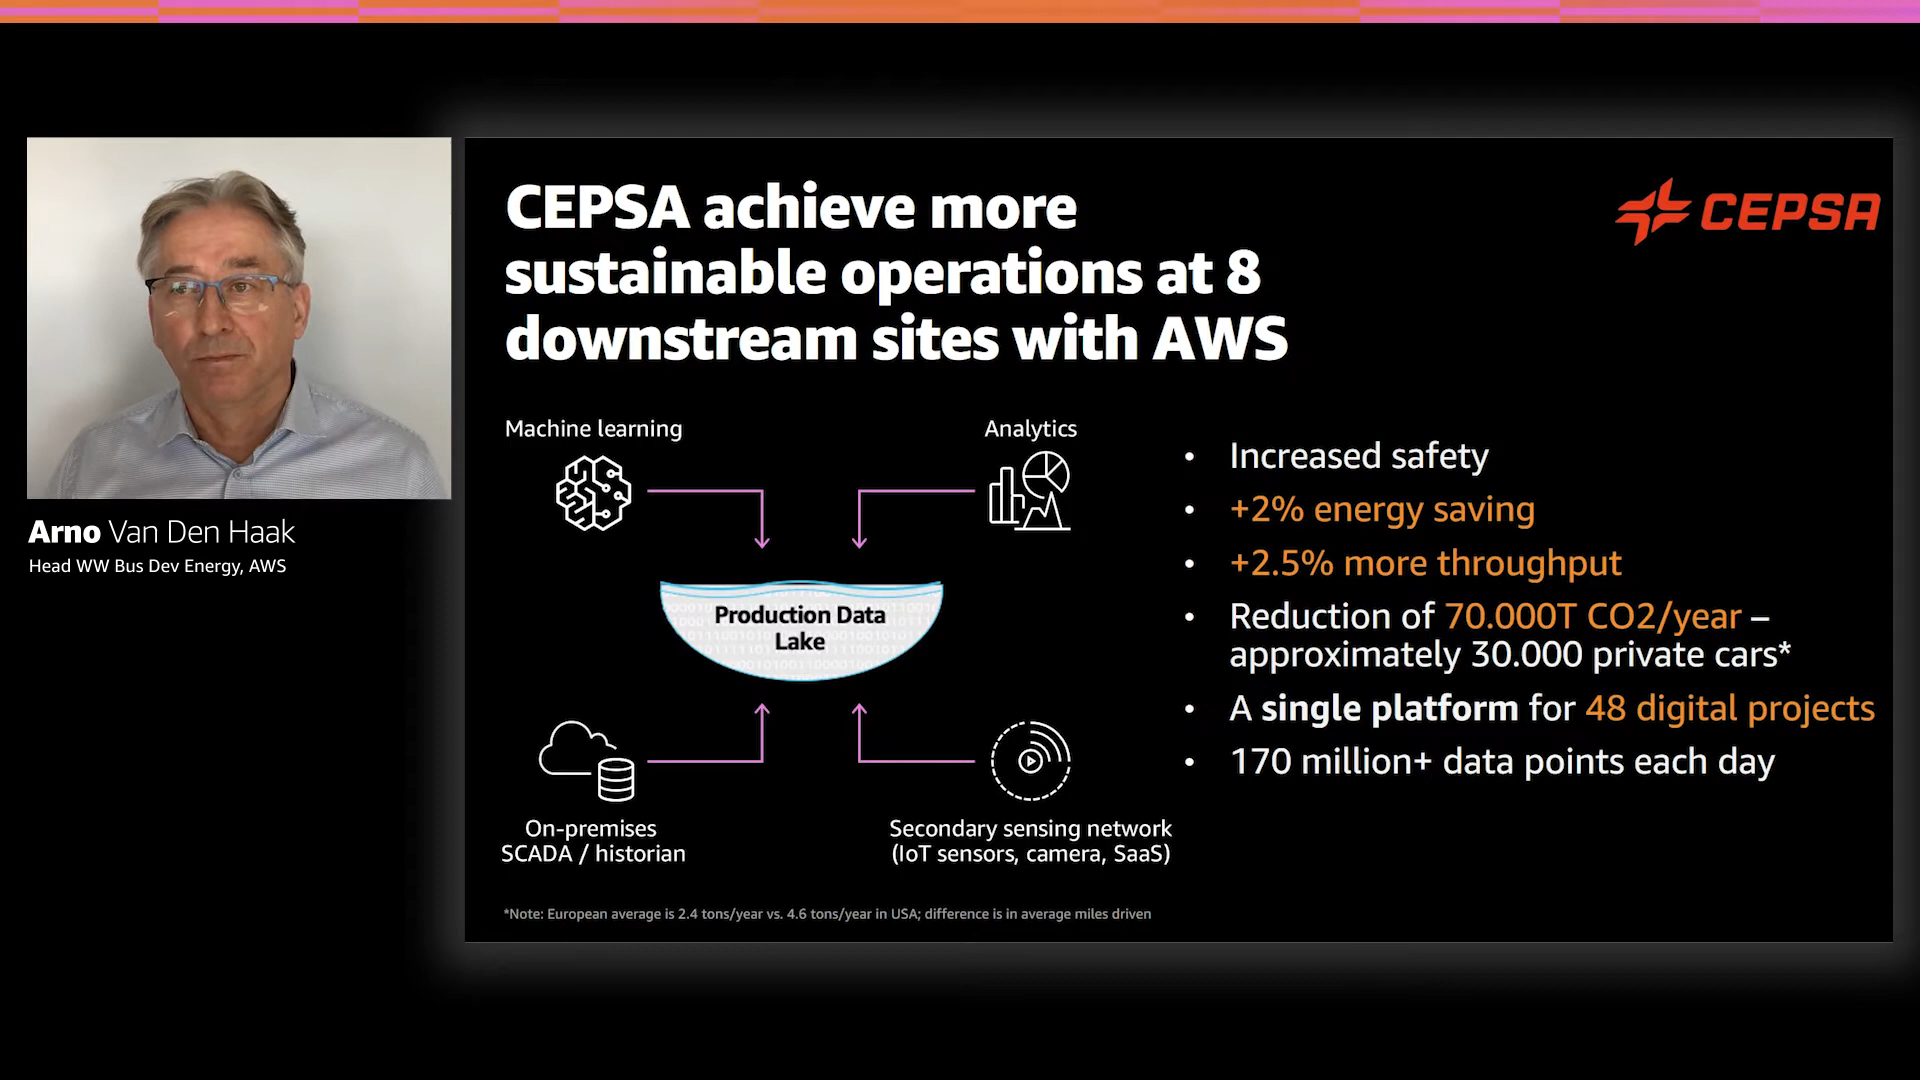 CEPSA achieve more
sustainable operations at 8
downstream sites with AWS
CEPSA
Machine learning
Analytics
Production Data
Lake
On-premises
SCADA / historian
Secondary sensing network
(IoT sensors, camera, SaaS)
• Increased safety
• +2% energy saving
• +2.5% more throughput
• Reduction of 70.000T CO2/year –
approximately 30.000 private cars*
• A single platform for 48 digital projects
• 170 million+ data points each day
*Note: European average is 2.4 tons/year vs. 4.6 tons/year in USA; difference is in average miles driven
Arno Van Den Haak
Head WW Bus Dev Energy, AWS